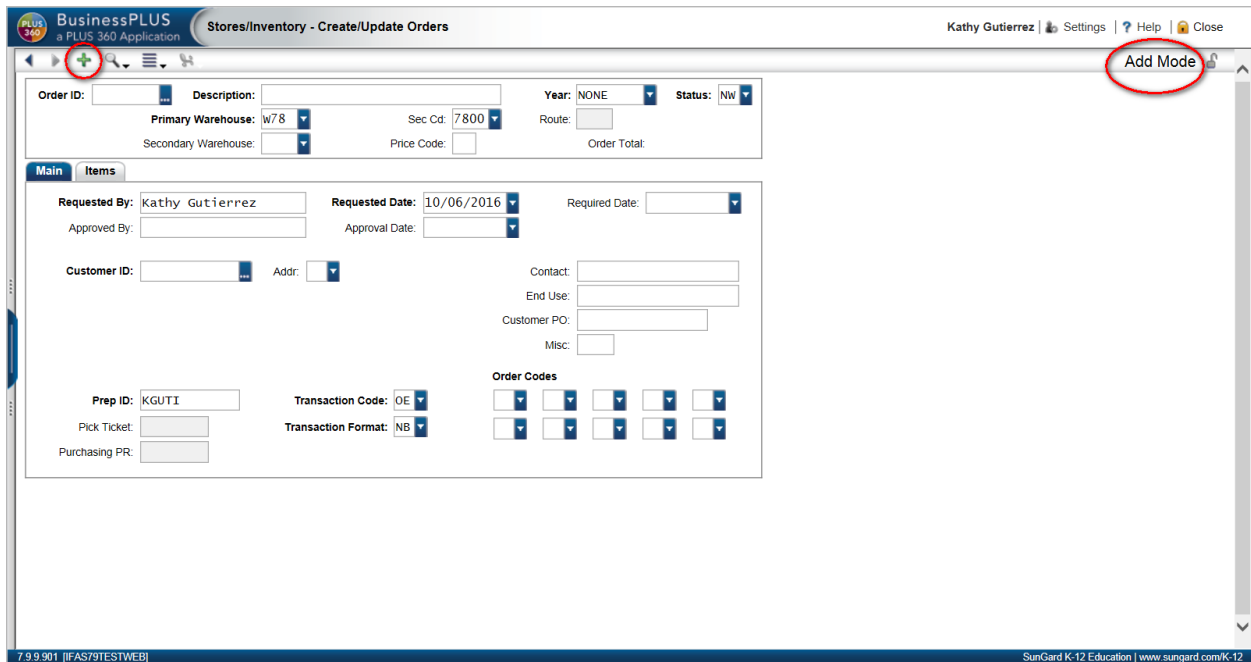 PLUS 360 BusinessPLUS a PLUS 360 Application Stores/Inventory - Create/Update Orders Kathy Gutierrez | Settings | ? Help | Close
Add Mode
Order ID: ... Description: Year: NONE Status: NW
Primary Warehouse: W78 Sec Cd: 7800 Route:
Secondary Warehouse: Price Code: Order Total:
Main Items
Requested By: Kathy Gutierrez Requested Date: 10/06/2016 Required Date:
Approved By: Approval Date:
Customer ID: ... Addr: Contact:
End Use:
Customer PO:
Misc:
Order Codes
Prep ID: KGUTI Transaction Code: OE
Pick Ticket: Transaction Format: NB
Purchasing PR:
7.9.9.901 [IFAS79TESTWEB] SunGard K-12 Education | www.sungard.com/K-12